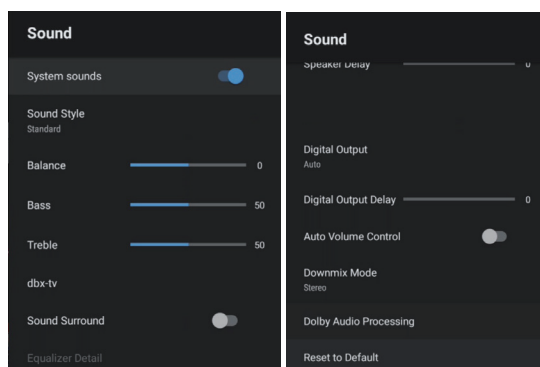 Sound
System sounds
Sound Style
Standard
Balance 0
Bass 50
Treble 50
dbx-tv
Sound Surround
Equalizer Detail
Sound
Speaker Delay 0
Digital Output
Auto
Digital Output Delay 0
Auto Volume Control
Downmix Mode
Stereo
Dolby Audio Processing
Reset to Default